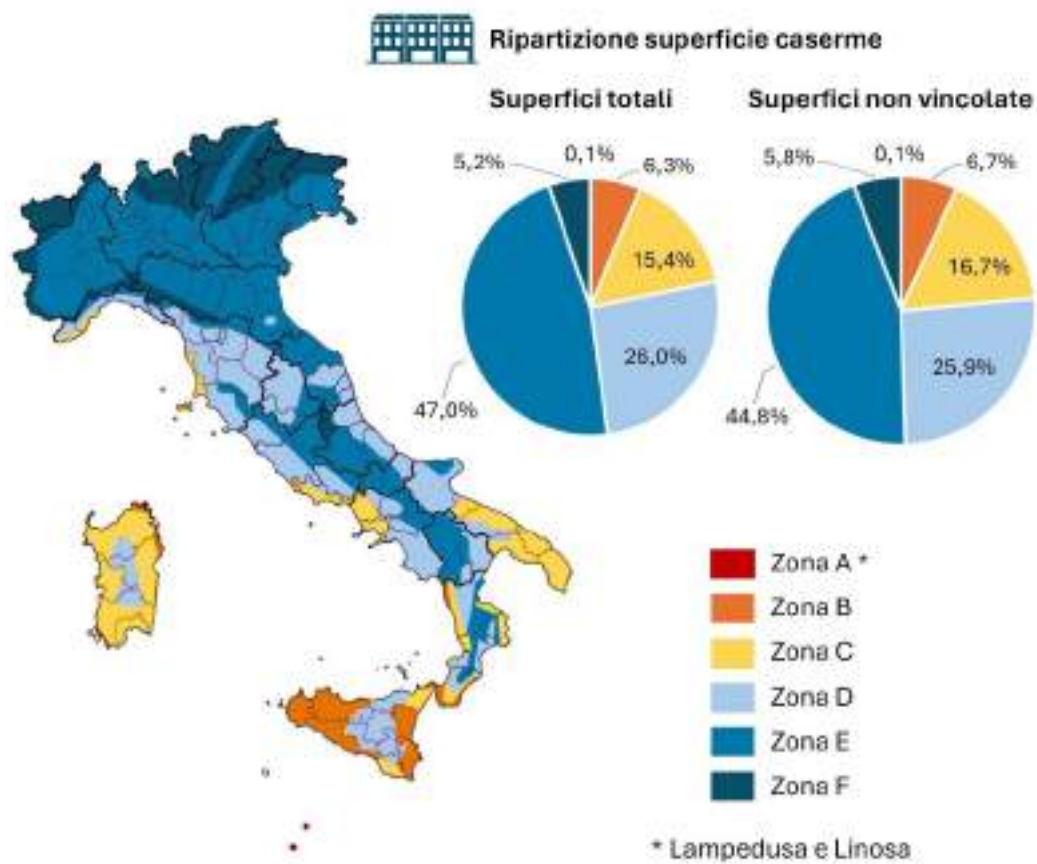 Ripartizione superficie caserme
Superfici totali
Superfici non vincolate
5,2%
0,1%
6,3%
15,4%
26,0%
47,0%
5,8%
0,1%
6,7%
16,7%
25,9%
44,8%
Zona A *
Zona B
Zona C
Zona D
Zona E
Zona F
* Lampedusa e Linosa